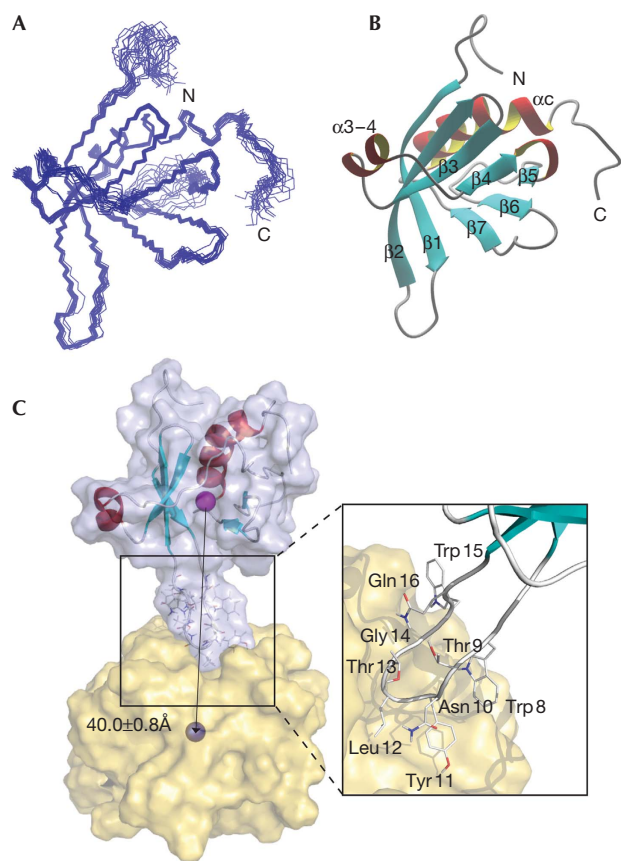 A
B
N
C
N
αc
α3–4
β3
β4
β5
β6
β2
β1
β7
C
C
40.0±0.8Å
Trp 15
Gln 16
Gly 14
Thr 9
Thr 13
Asn 10
Trp 8
Leu 12
Tyr 11